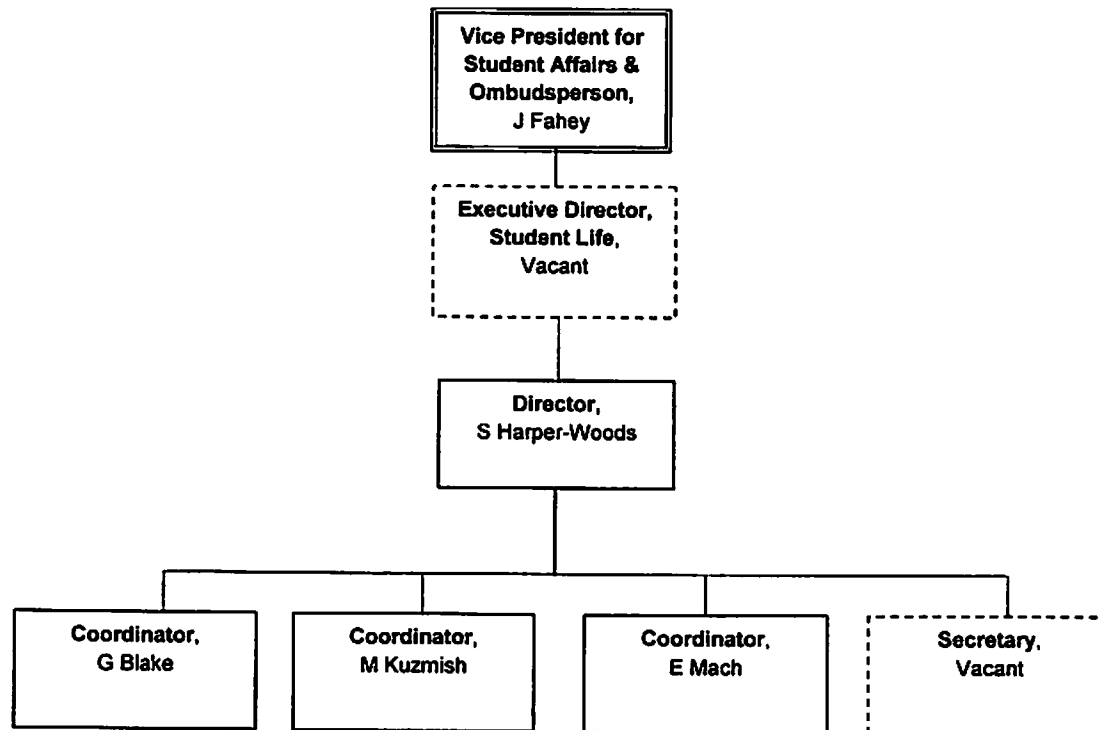 Vice President for
Student Affairs &
Ombudsperson,
J Fahey
Executive Director,
Student Life,
Vacant
Director,
S Harper-Woods
Coordinator,
G Blake
Coordinator,
M Kuzmish
Coordinator,
E Mach
Secretary,
Vacant